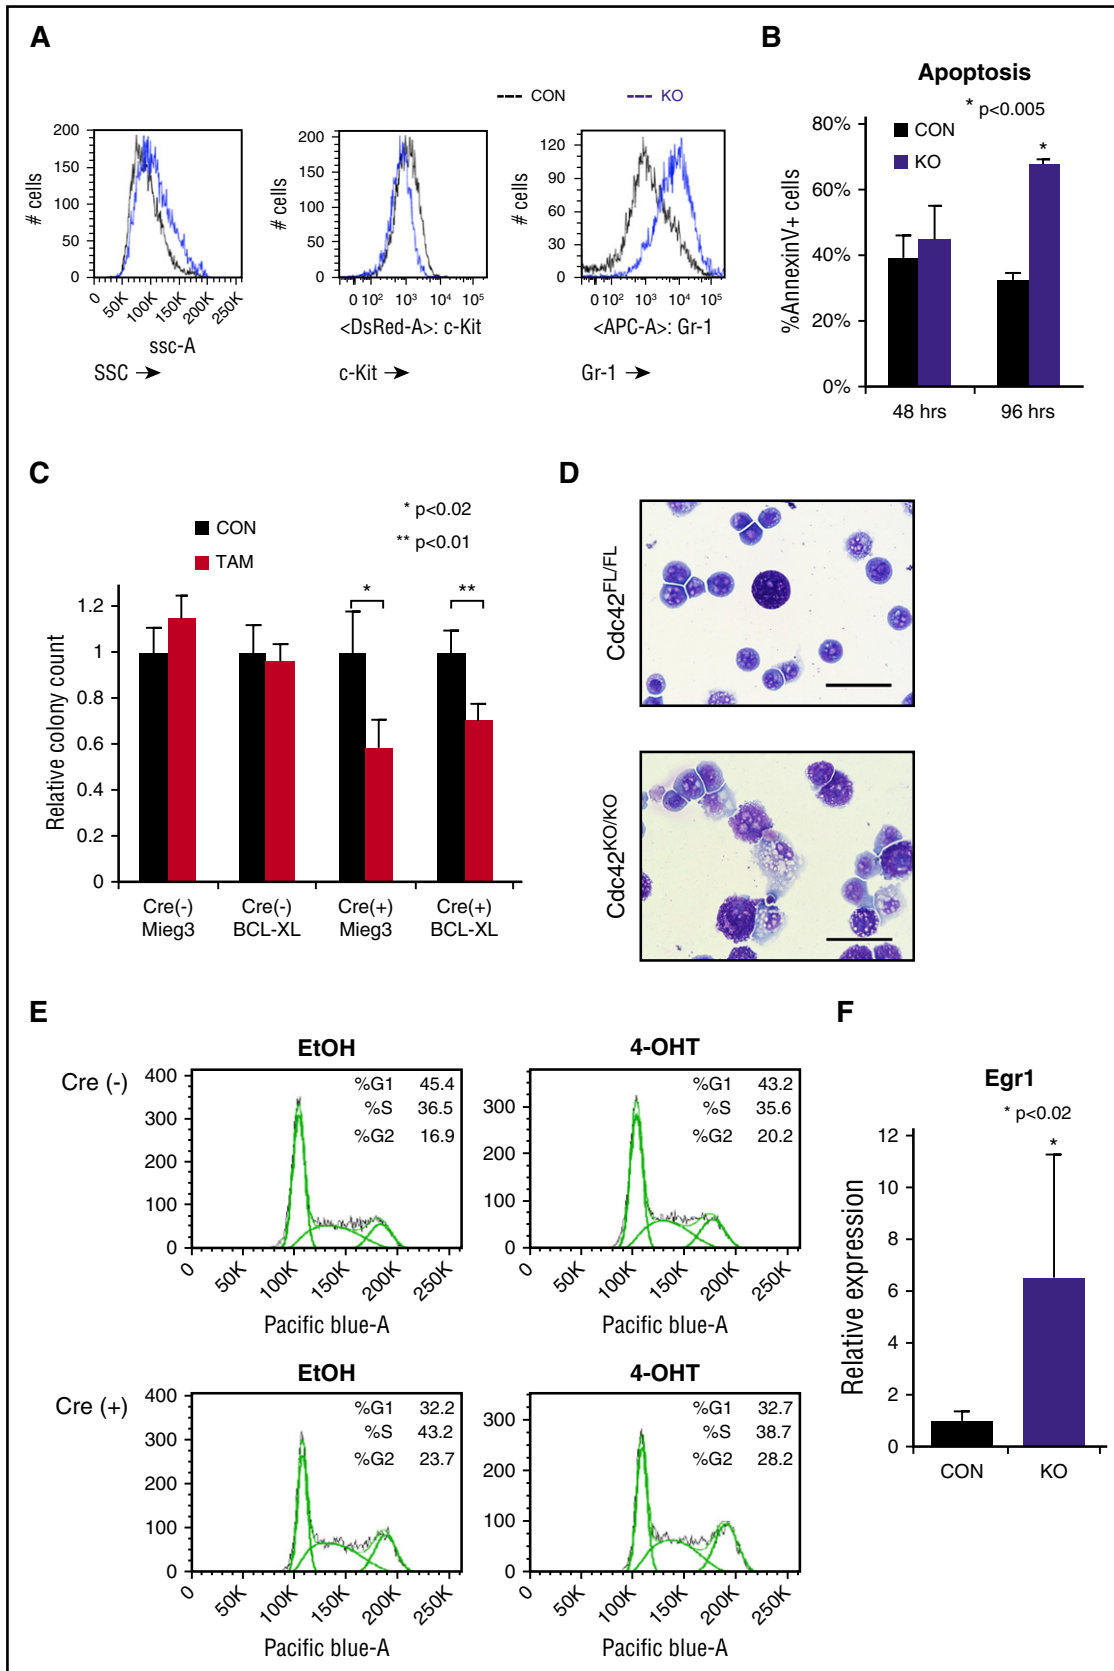 A
CON KO
200
150
100
50
0
# cells
0 50K 100K 150K 200K 250K
ssc-A
SSC
200
150
100
50
0
# cells
0 10² 10³ 10⁴ 10⁵
<DsRed-A>: c-Kit
c-Kit
120
90
60
30
0
# cells
0 10² 10³ 10⁴ 10⁵
<APC-A>: Gr-1
Gr-1
B
Apoptosis
* p<0.005
CON
KO
*
80%
60%
40%
20%
0%
%AnnexinV+ cells
48 hrs 96 hrs
C
CON
TAM
* p<0.02
** p<0.01
* **
1.2
1
0.8
0.6
0.4
0.2
0
Relative colony count
Cre(-) Cre(-) Cre(+) Cre(+)
Mieg3 BCL-XL Mieg3 BCL-XL
D
Cdc42FL/FL
Cdc42KO/KO
E
Cre (-)
EtOH
400
300
200
100
0
%G1 45.4
%S 36.5
%G2 16.9
0 50K 100K 150K 200K 250K
Pacific blue-A
4-OHT
300
200
100
0
%G1 43.2
%S 35.6
%G2 20.2
0 50K 100K 150K 200K 250K
Pacific blue-A
Cre (+)
EtOH
400
300
200
100
0
%G1 32.2
%S 43.2
%G2 23.7
0 50K 100K 150K 200K 250K
Pacific blue-A
4-OHT
300
200
100
0
%G1 32.7
%S 38.7
%G2 28.2
0 50K 100K 150K 200K 250K
Pacific blue-A
F
Egr1
* p<0.02
*
12
10
8
6
4
2
0
Relative expression
CON KO